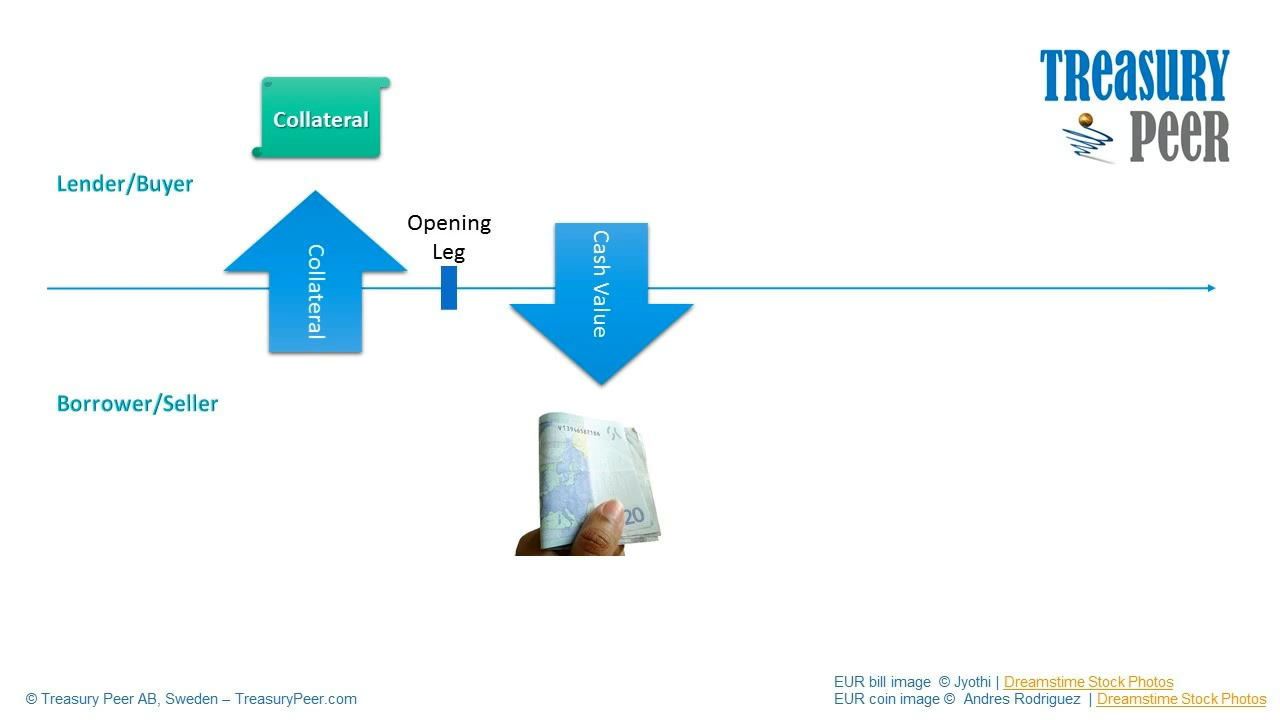 TREASURY
PEER
Collateral
Lender/Buyer
Opening
Leg
Collateral
Cash Value
Borrower/Seller
V13946587186
20
EUR bill image © Jyothi | Dreamstime Stock Photos
© Treasury Peer AB, Sweden – TreasuryPeer.com
EUR coin image © Andres Rodriguez | Dreamstime Stock Photos